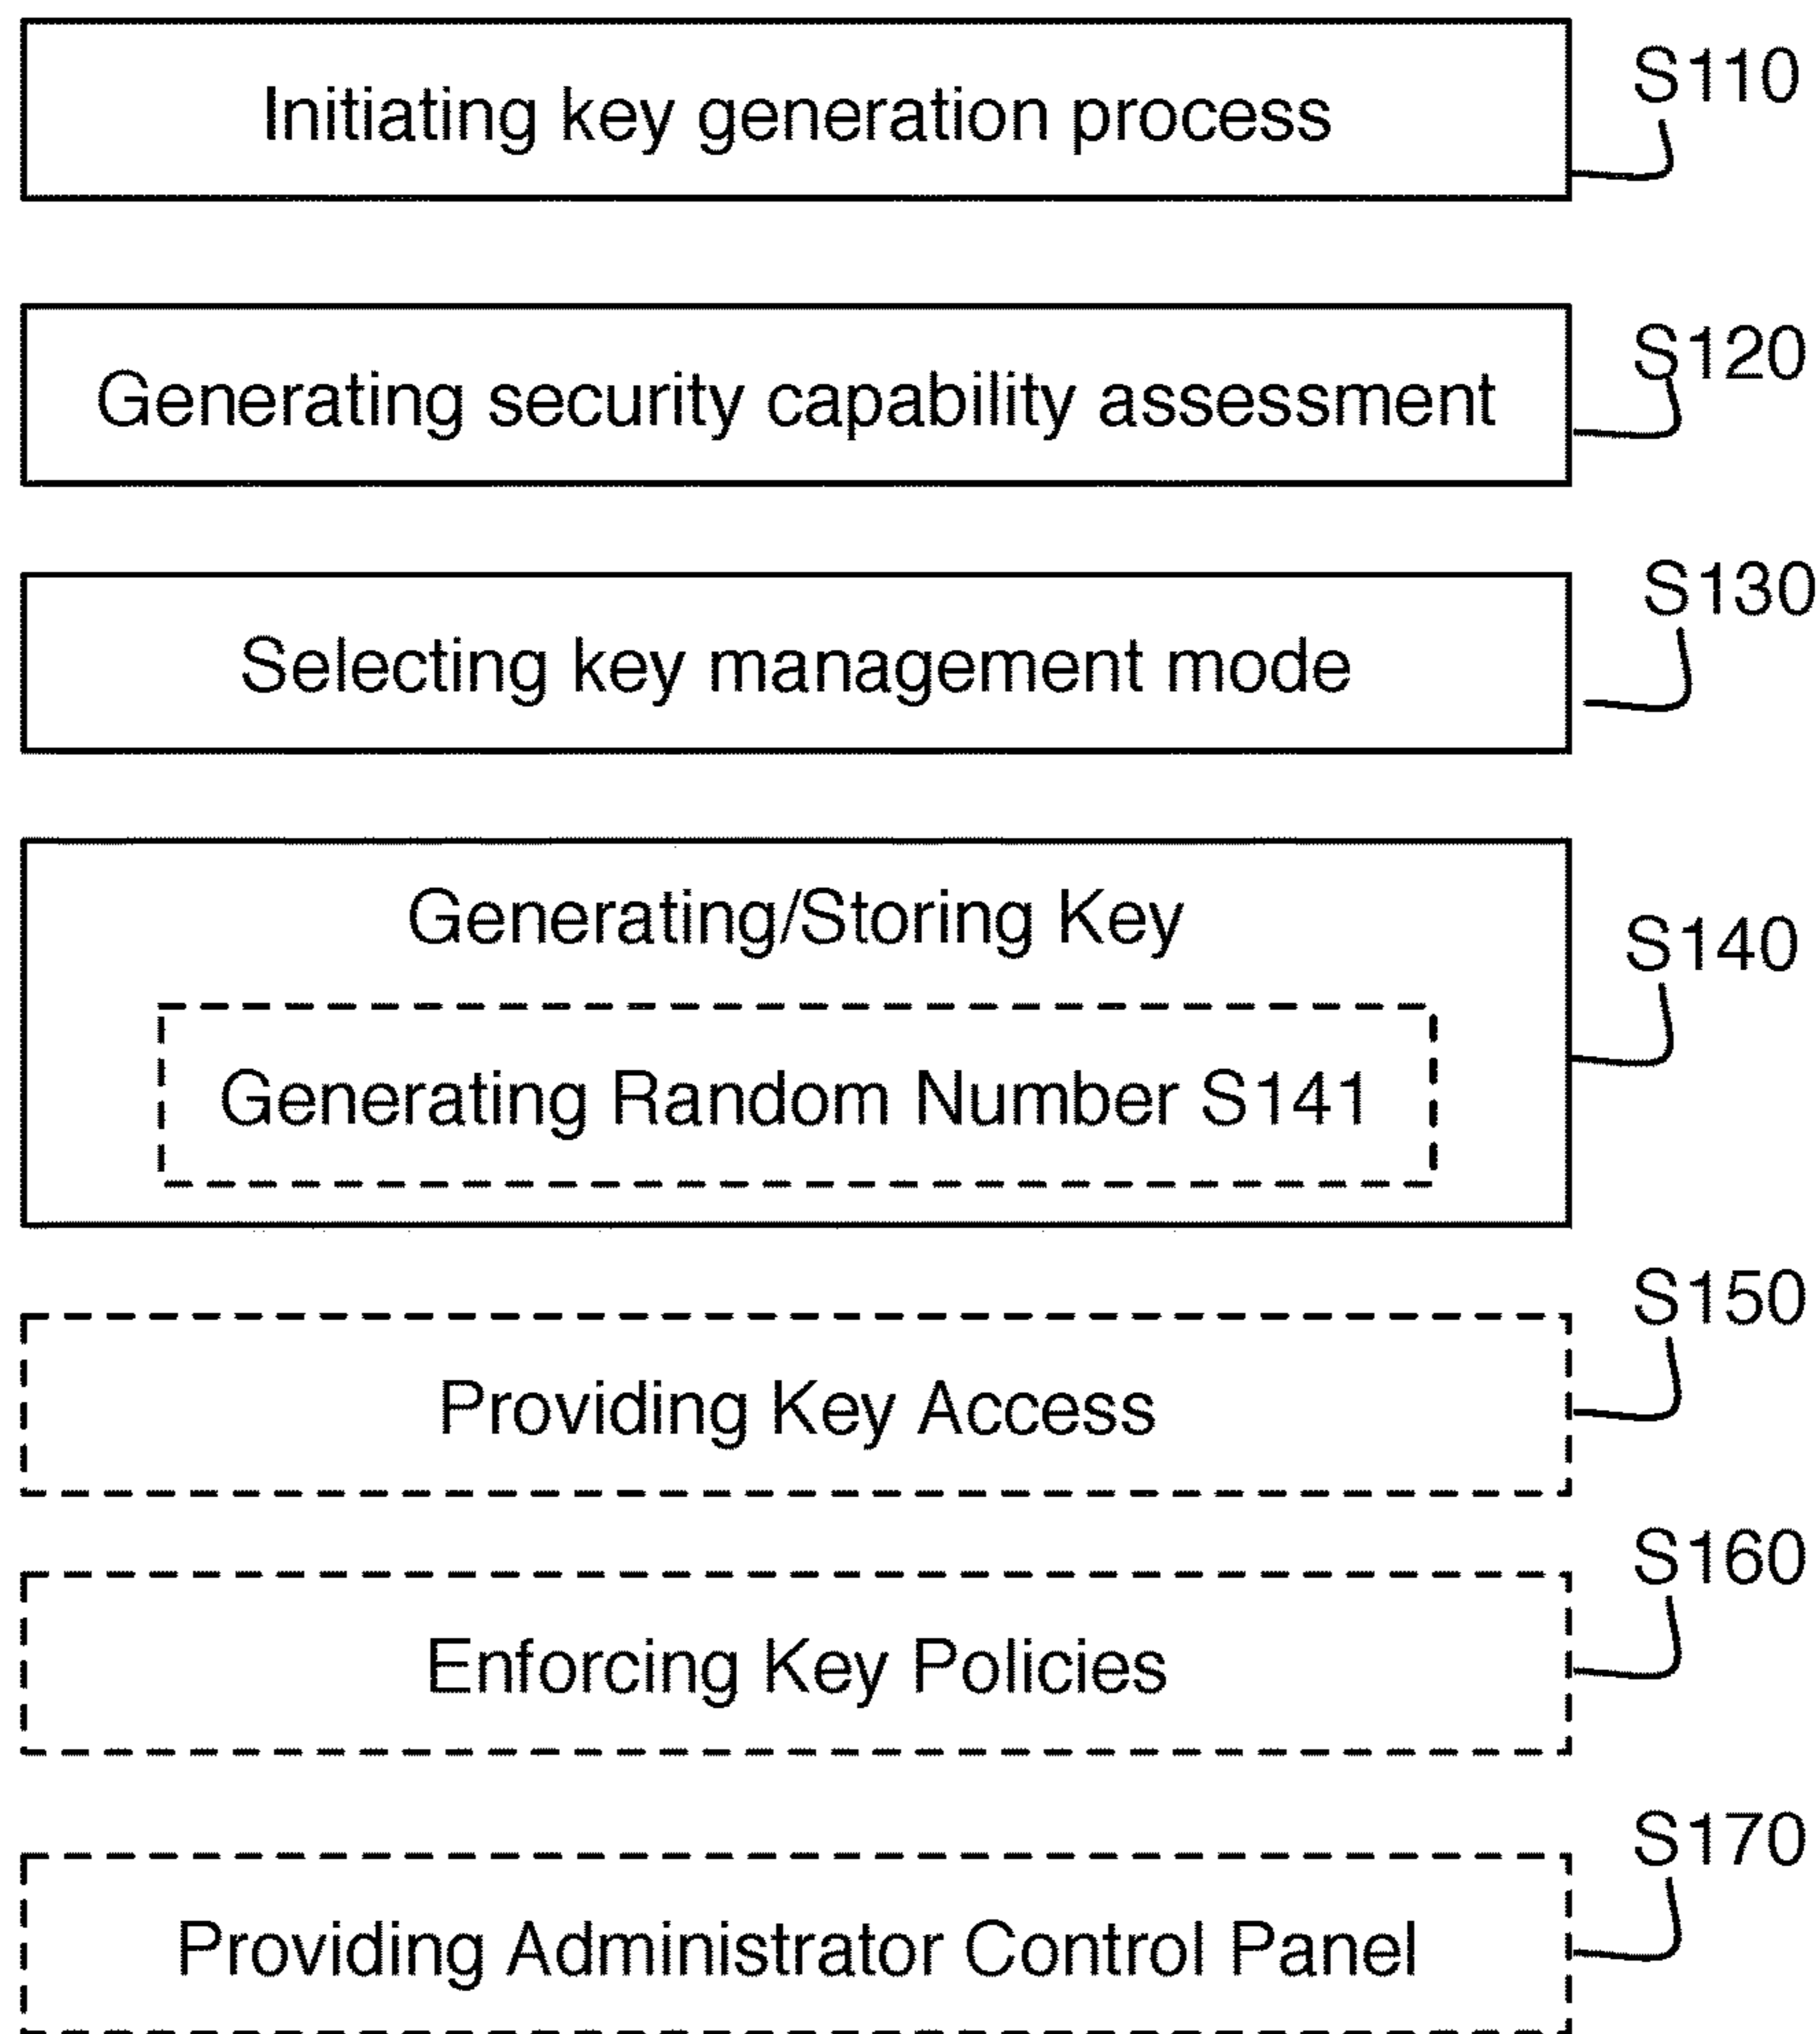 Initiating key generation process
S110
Generating security capability assessment
S120
Selecting key management mode
S130
Generating/Storing Key
S140
Generating Random Number S141
Providing Key Access
S150
Enforcing Key Policies
S160
Providing Administrator Control Panel
S170